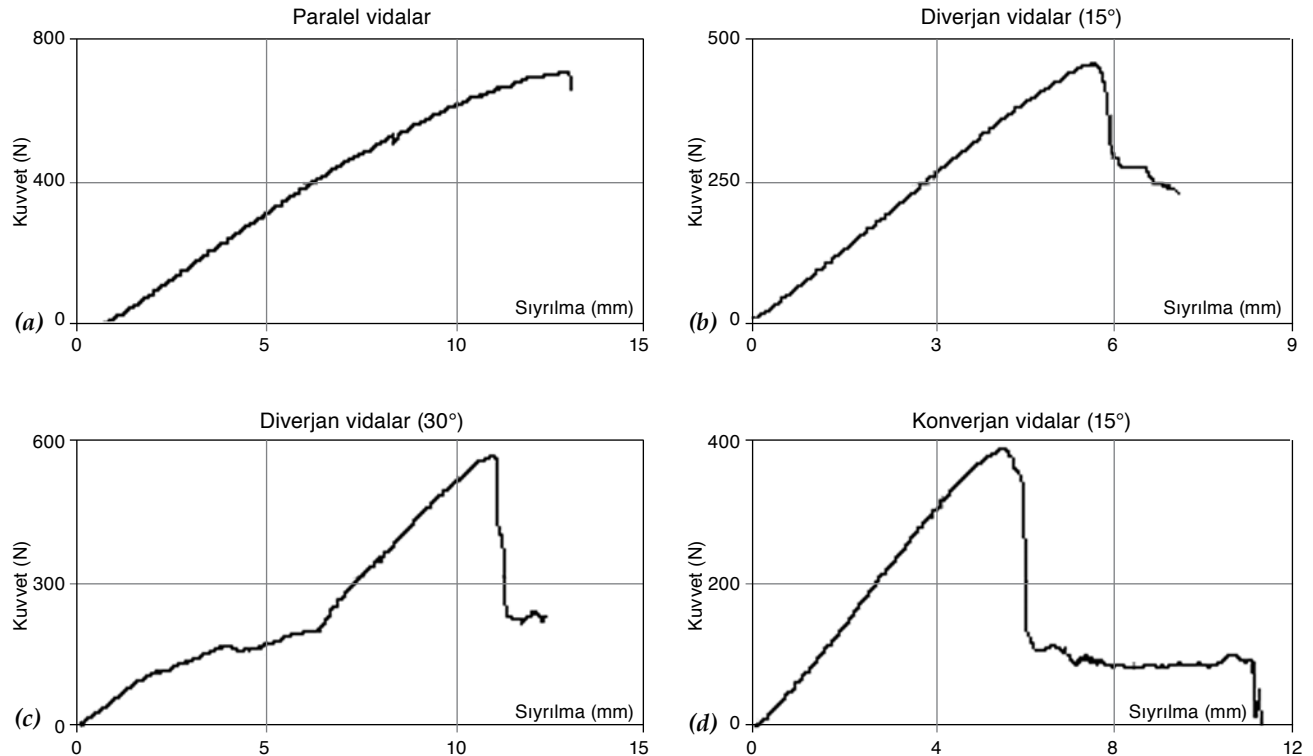 Paralel vidalar
800
400
0
Kuvvet (N)
Sıyrılma (mm)
(a)
0 5 10 15
Diverjan vidalar (15°)
500
250
0
Kuvvet (N)
Sıyrılma (mm)
(b)
0 3 6 9
Diverjan vidalar (30°)
600
300
0
Kuvvet (N)
Sıyrılma (mm)
(c)
0 5 10 15
Konverjan vidalar (15°)
400
200
0
Kuvvet (N)
Sıyrılma (mm)
(d)
0 4 8 12